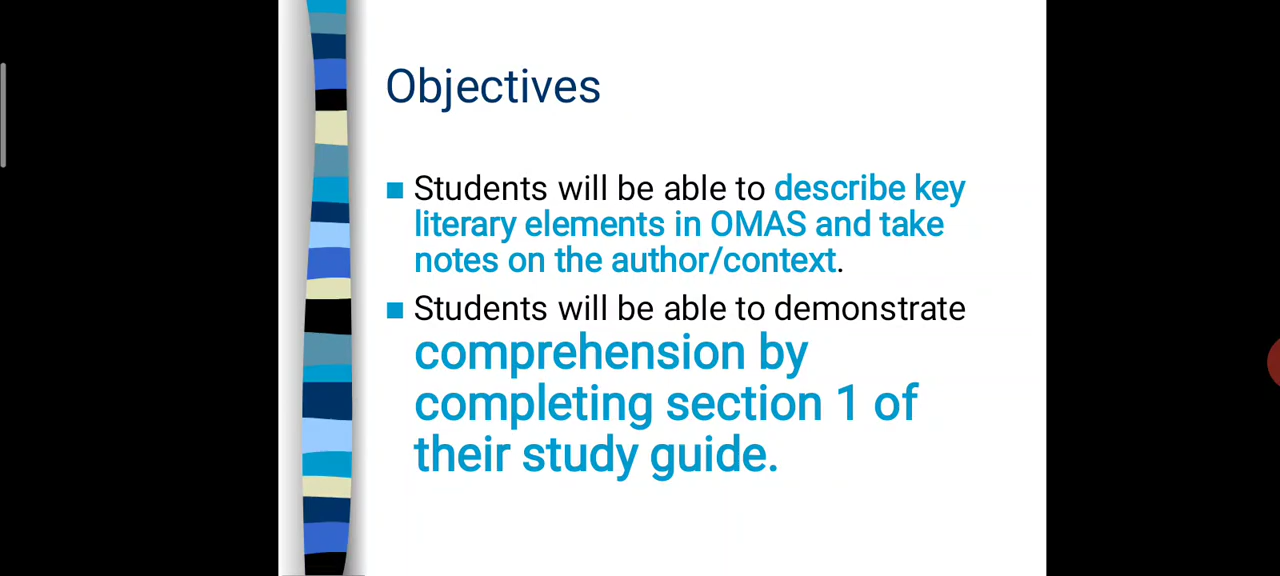 Objectives
Students will be able to describe key
literary elements in OMAS and take
notes on the author/context.
Students will be able to demonstrate
comprehension by
completing section 1 of
their study guide.